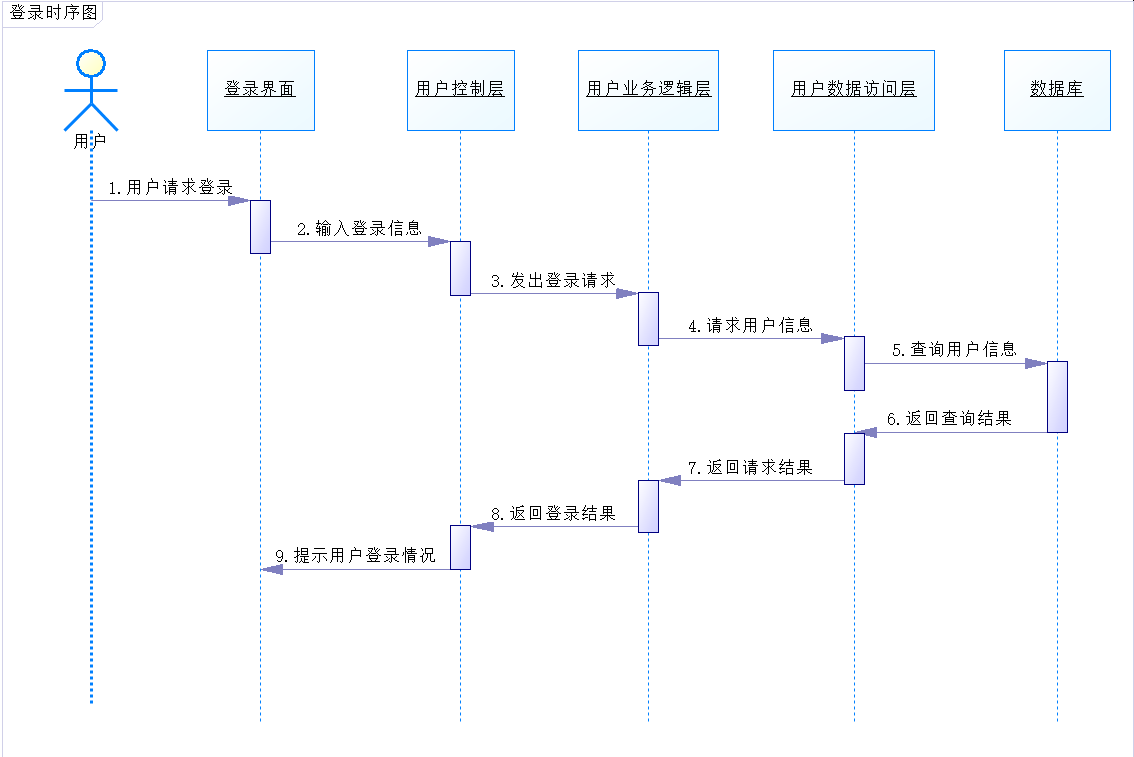 登录时序图
用户
登录界面
用户控制层
用户业务逻辑层
用户数据访问层
数据库
1.用户请求登录
2.输入登录信息
3.发出登录请求
4.请求用户信息
5.查询用户信息
6.返回查询结果
7.返回请求结果
8.返回登录结果
9.提示用户登录情况